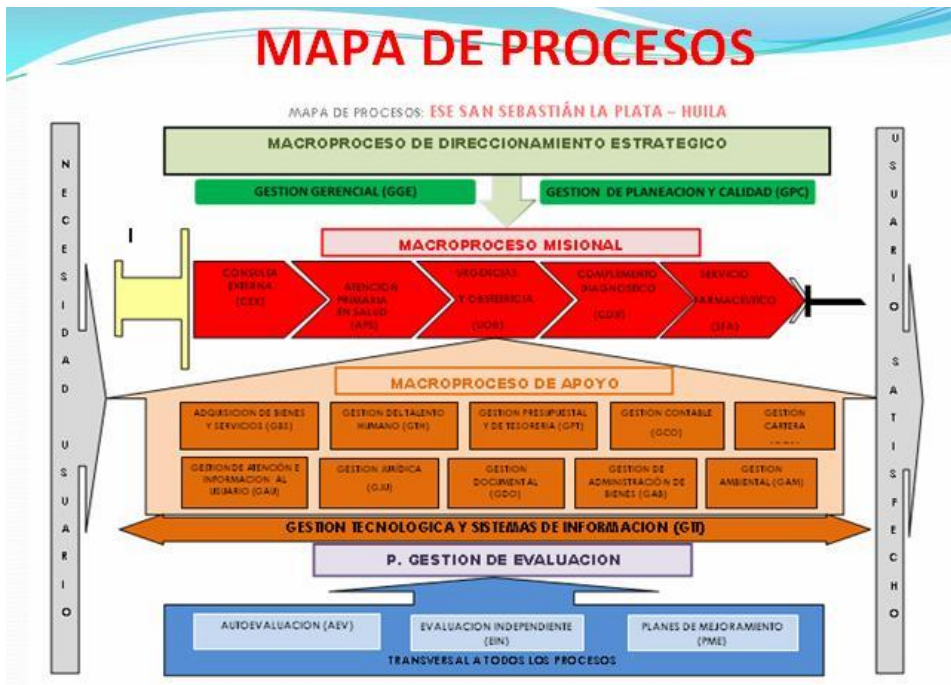 MAPA DE PROCESOS
MAPA DE PROCESOS: ESE SAN SEBASTIÁN LA PLATA – HUILA
NECESIDAD USUARIO
USUARIO SATISFECHO
MACROPROCESO DE DIRECCIONAMIENTO ESTRATEGICO
GESTION GERENCIAL (GGE)
GESTION DE PLANEACION Y CALIDAD (GPC)
I
MACROPROCESO MISIONAL
CONSULTA
EXTERNA
(CEX)
ATENCION
PRIMARIA
EN SALUD
(APS)
URGENCIAS
Y OBSTETRICIA
(UOB)
COMPLEMENTO
DIAGNOSTICO
SERVICIO
FARMACEUTICO
(SFA)
MACROPROCESO DE APOYO
ADQUISICION DE BIENES
Y SERVICIOS (GBS)
GESTION DEL TALENTO
HUMANO (GTH)
GESTION PRESUPUESTAL
Y DE TESORERIA (GPT)
GESTION CONTABLE
(GCO)
GESTION
CARTERA
GESTION DE ATENCIÓN E
INFORMACION AL
USUARIO (GAU)
GESTION JURÍDICA
(GJU)
GESTION
DOCUMENTAL
(GDO)
GESTION DE
ADMINISTRACIÓN DE
BIENES (GAB)
GESTION
AMBIENTAL (GAM)
GESTION TECNOLOGICA Y SISTEMAS DE INFORMACION (GTI)
P. GESTION DE EVALUACION
AUTOEVALUACION (AEV)
EVALUACION INDEPENDIENTE
(EIN)
PLANES DE MEJORAMIENTO
(PME)
TRANSVERSAL A TODOS LOS PROCESOS